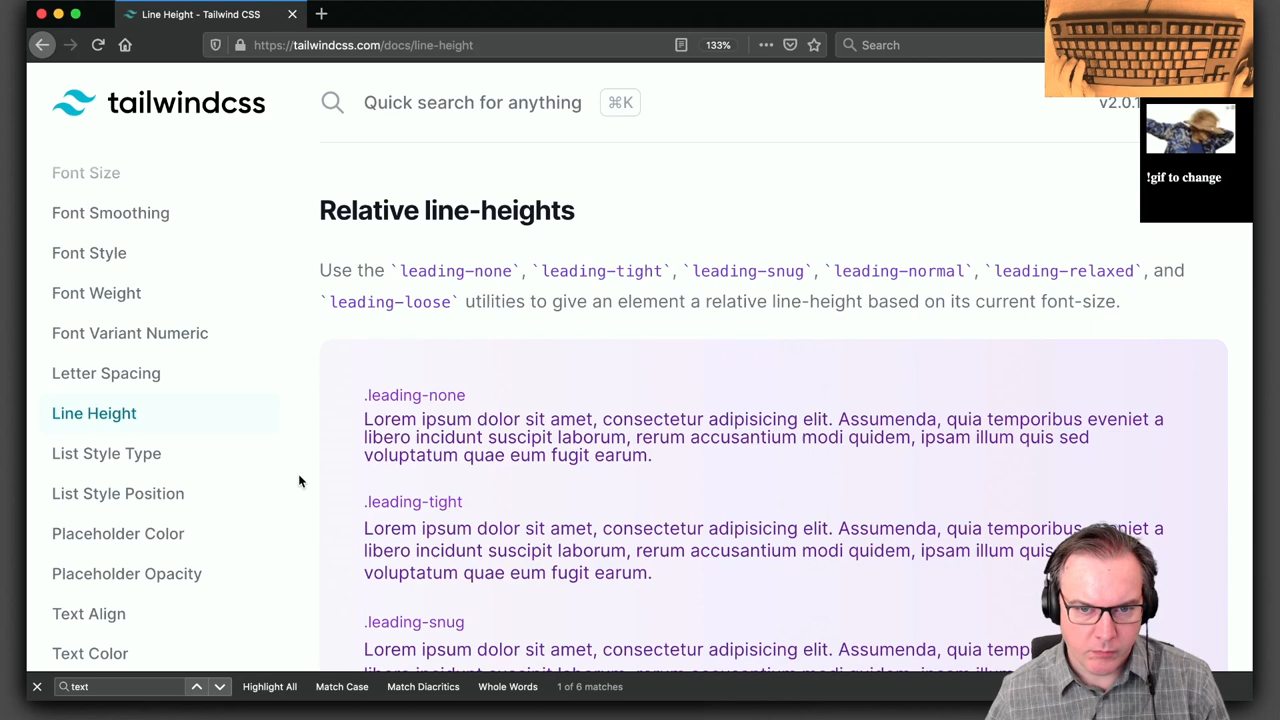 Line Height - Tailwind CSS
https://tailwindcss.com/docs/line-height
133%
Search
tailwindcss
Quick search for anything
⌘K
v2.0.1
!gif to change
Font Size
Font Smoothing
Font Style
Font Weight
Font Variant Numeric
Letter Spacing
Line Height
List Style Type
List Style Position
Placeholder Color
Placeholder Opacity
Text Align
Text Color
Relative line-heights
Use the `leading-none`, `leading-tight`, `leading-snug`, `leading-normal`, `leading-relaxed`, and
`leading-loose` utilities to give an element a relative line-height based on its current font-size.
.leading-none
Lorem ipsum dolor sit amet, consectetur adipisicing elit. Assumenda, quia temporibus eveniet a
libero incidunt suscipit laborum, rerum accusantium modi quidem, ipsam illum quis sed
voluptatum quae eum fugit earum.
.leading-tight
Lorem ipsum dolor sit amet, consectetur adipisicing elit. Assumenda, quia temporibus eveniet a
libero incidunt suscipit laborum, rerum accusantium modi quidem, ipsam illum quis
voluptatum quae eum fugit earum.
.leading-snug
Lorem ipsum dolor sit amet, consectetur adipisicing elit. Assumenda, quia
text
Highlight All
Match Case
Match Diacritics
Whole Words
1 of 6 matches